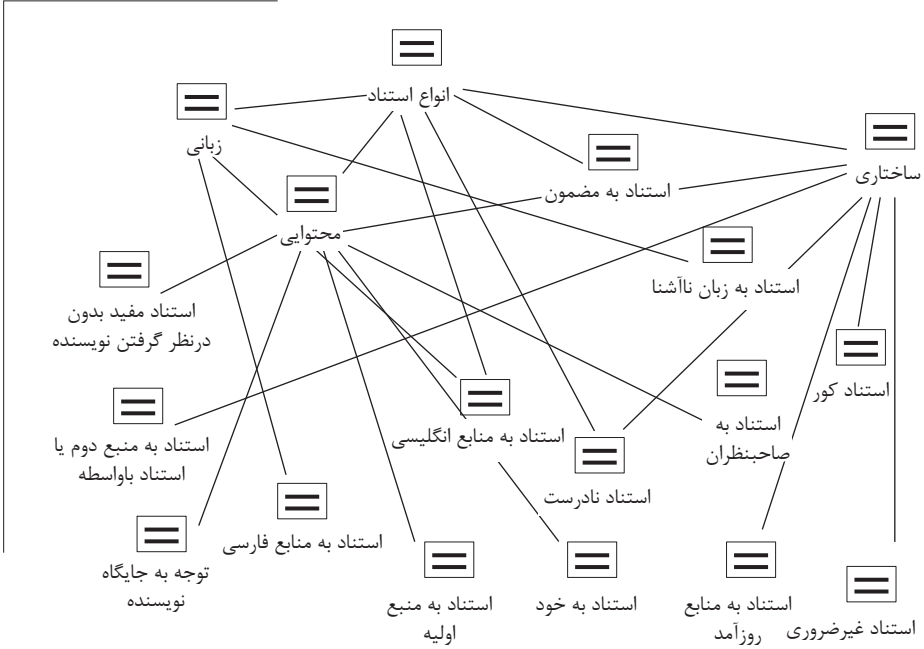 انواع استناد
زبانی
ساختاری
استناد به مضمون
محتوایی
استناد به زبان ناآشنا
استناد مفید بدون
درنظر گرفتن نویسنده
استناد کور
استناد به
صاحبنظران
استناد به منابع انگلیسی
استناد به منبع دوم یا
استناد باواسطه
استناد نادرست
استناد به منابع فارسی
توجه به جایگاه
نویسنده
استناد به منبع
اولیه
استناد به خود
استناد به منابع
روزآمد
استناد غیرضروری